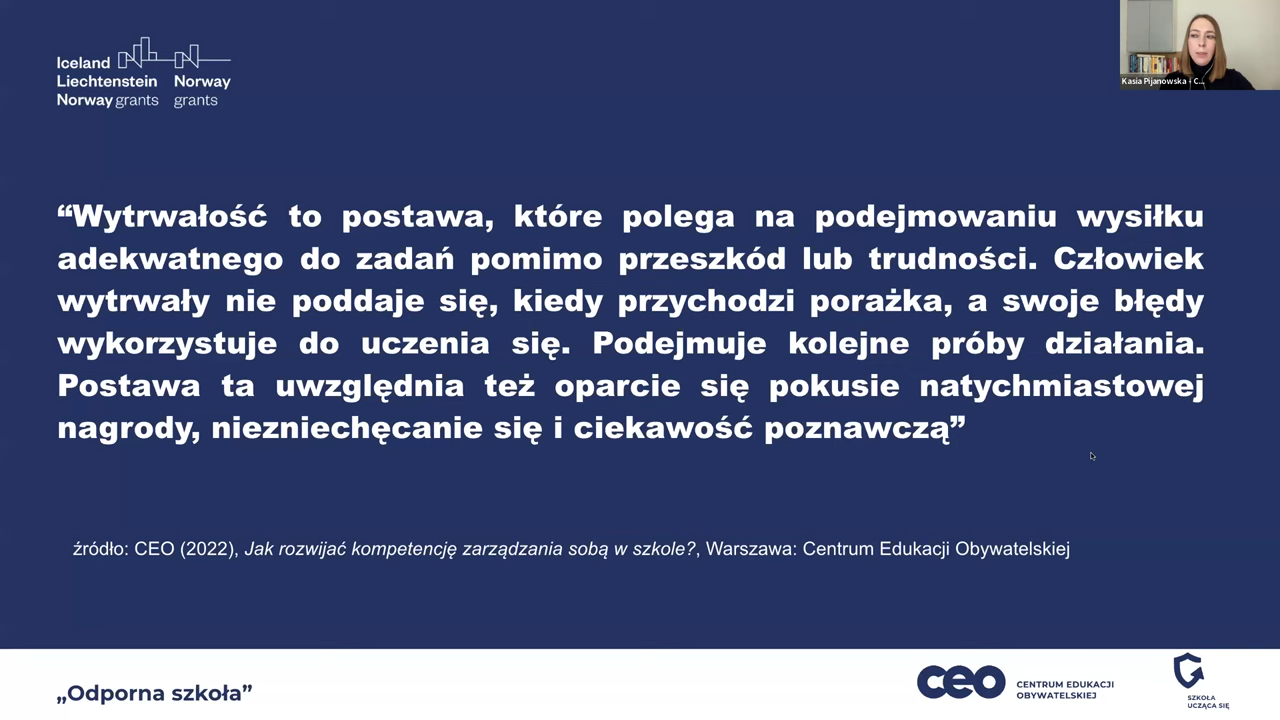 Iceland
Liechtenstein Norway
Norway grants grants
Kasia Pijanowska - C...
“Wytrwałość to postawa, które polega na podejmowaniu wysiłku
adekwatnego do zadań pomimo przeszkód lub trudności. Człowiek
wytrwały nie poddaje się, kiedy przychodzi porażka, a swoje błędy
wykorzystuje do uczenia się. Podejmuje kolejne próby działania.
Postawa ta uwzględnia też oparcie się pokusie natychmiastowej
nagrody, niezniechęcanie się i ciekawość poznawczą”
źródło: CEO (2022), Jak rozwijać kompetencję zarządzania sobą w szkole?, Warszawa: Centrum Edukacji Obywatelskiej
„Odporna szkoła”
ceo
CENTRUM EDUKACJI
OBYWATELSKIEJ
SZKOŁA
UCZĄCA SIĘ